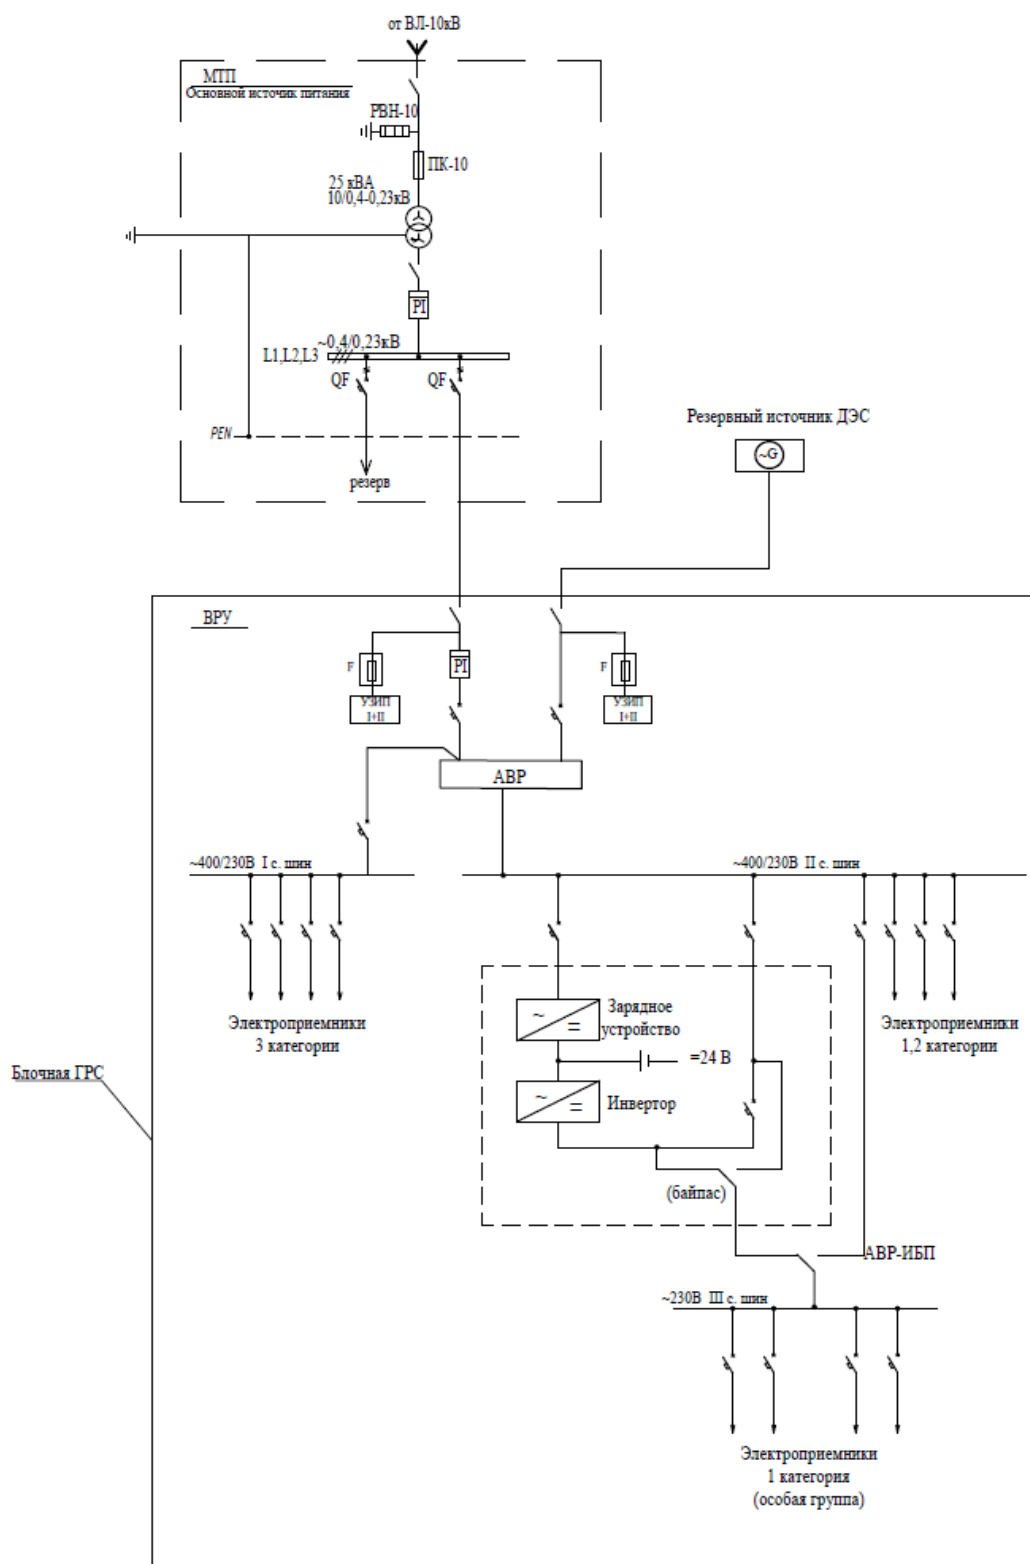 от ВЛ-10кВ
МТП
Основной источник питания
РВН-10
ПК-10
25 кВА
10/0,4-0,23кВ
PI
~0,4/0,23кВ
L1,L2,L3
QF
QF
PEN
резерв
Резервный источник ДЭС
~G
ВРУ
F
PI
F
УЗИП
I+II
УЗИП
I+II
АВР
~400/230В I с. шин
~400/230В II с. шин
Электроприемники
3 категории
Зарядное
устройство
~
=
=24 В
Инвертор
~
=
Электроприемники
1,2 категории
Блочная ГРС
(байпас)
АВР-ИБП
~230В III с. шин
Электроприемники
1 категория
(особая группа)